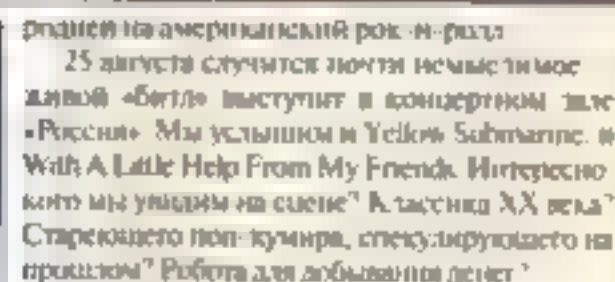 родней на американский рок-н-ролл
25 августа случится почти немыслимое
живой «битл» выступит в концертном зале
«Россия» Мы услышим и Yellow Submarine, и
With A Little Help From My Friends. Интересно
кого мы увидим на сцене? Классика XX века?
Стареющего поп-кумира, спекулирующего на
прошлом? Робота для добывания денег?